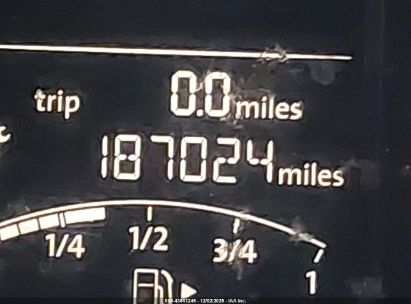 trip 0.0 miles
187024 miles
1/4 1/2 3/4 1